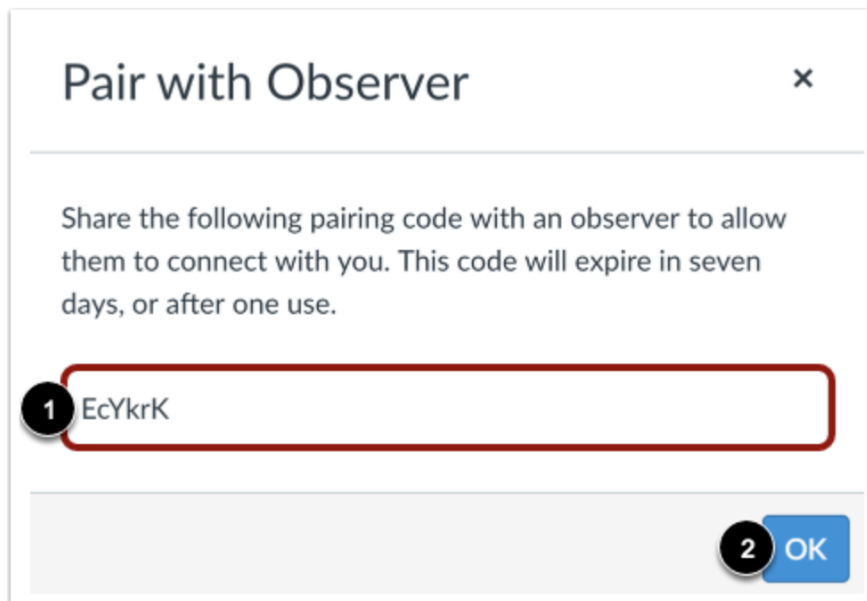 Pair with Observer ×
Share the following pairing code with an observer to allow
them to connect with you. This code will expire in seven
days, or after one use.
1 EcYkrK
2 OK